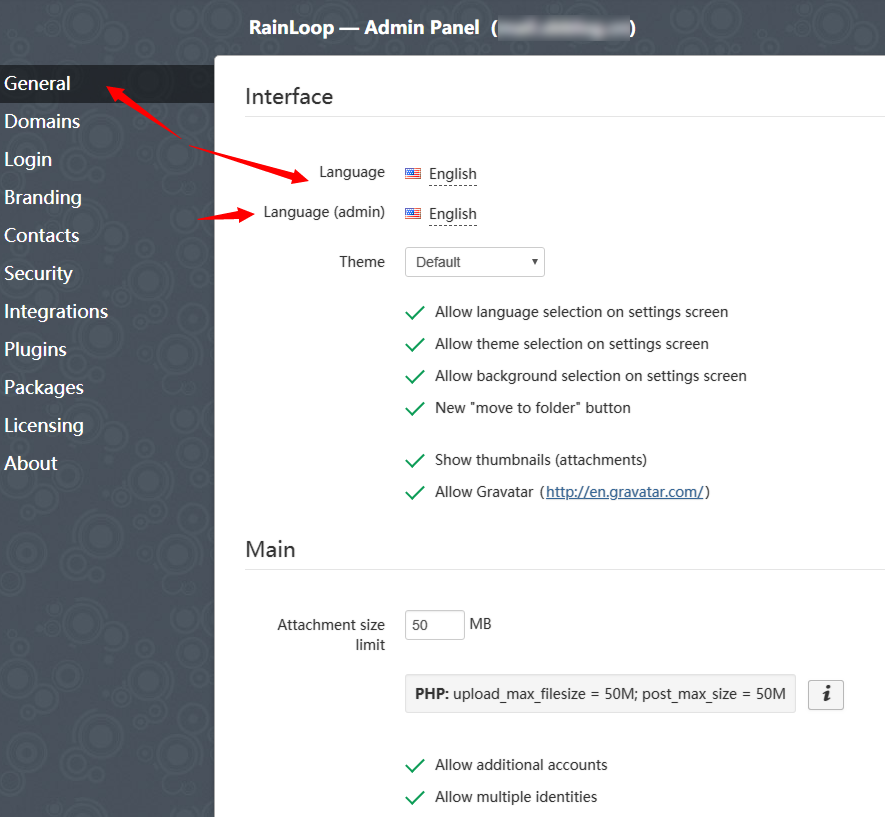 RainLoop — Admin Panel ( )
General
Domains
Login
Branding
Contacts
Security
Integrations
Plugins
Packages
Licensing
About
Interface
Language English
Language (admin) English
Theme Default
Allow language selection on settings screen
Allow theme selection on settings screen
Allow background selection on settings screen
New "move to folder" button
Show thumbnails (attachments)
Allow Gravatar (http://en.gravatar.com/)
Main
Attachment size 50 MB
limit
PHP: upload_max_filesize = 50M; post_max_size = 50M i
Allow additional accounts
Allow multiple identities